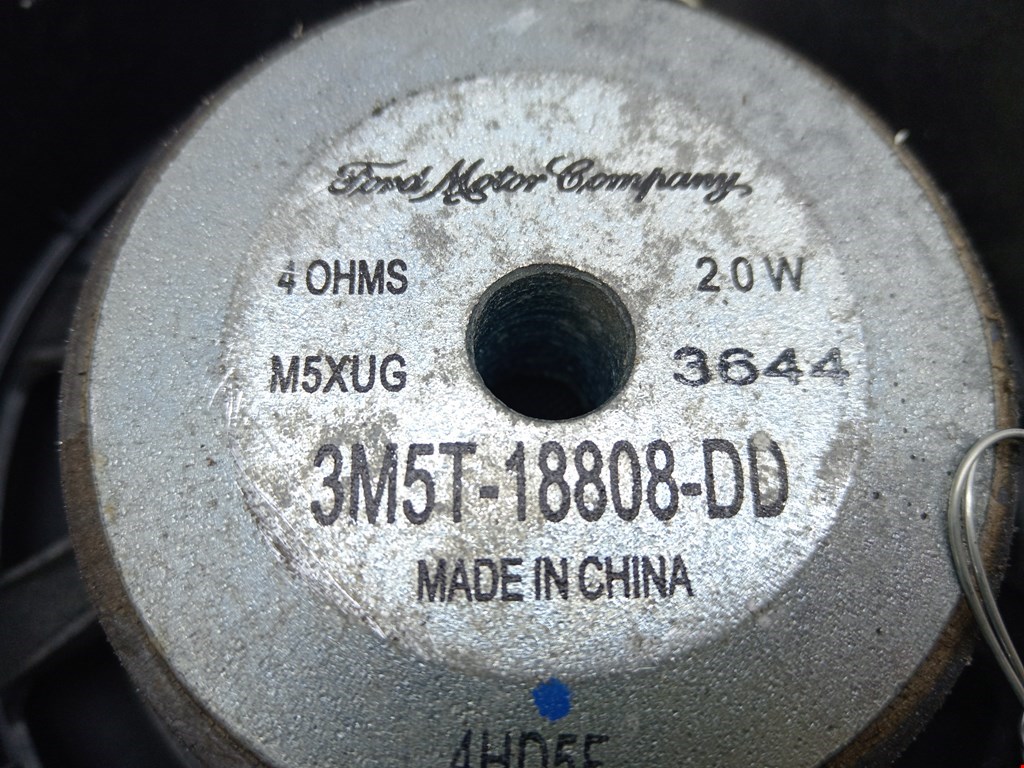 Ford Motor Company
4 OHMS 20 W
M5XUG 3644
3M5T-18808-DD
MADE IN CHINA